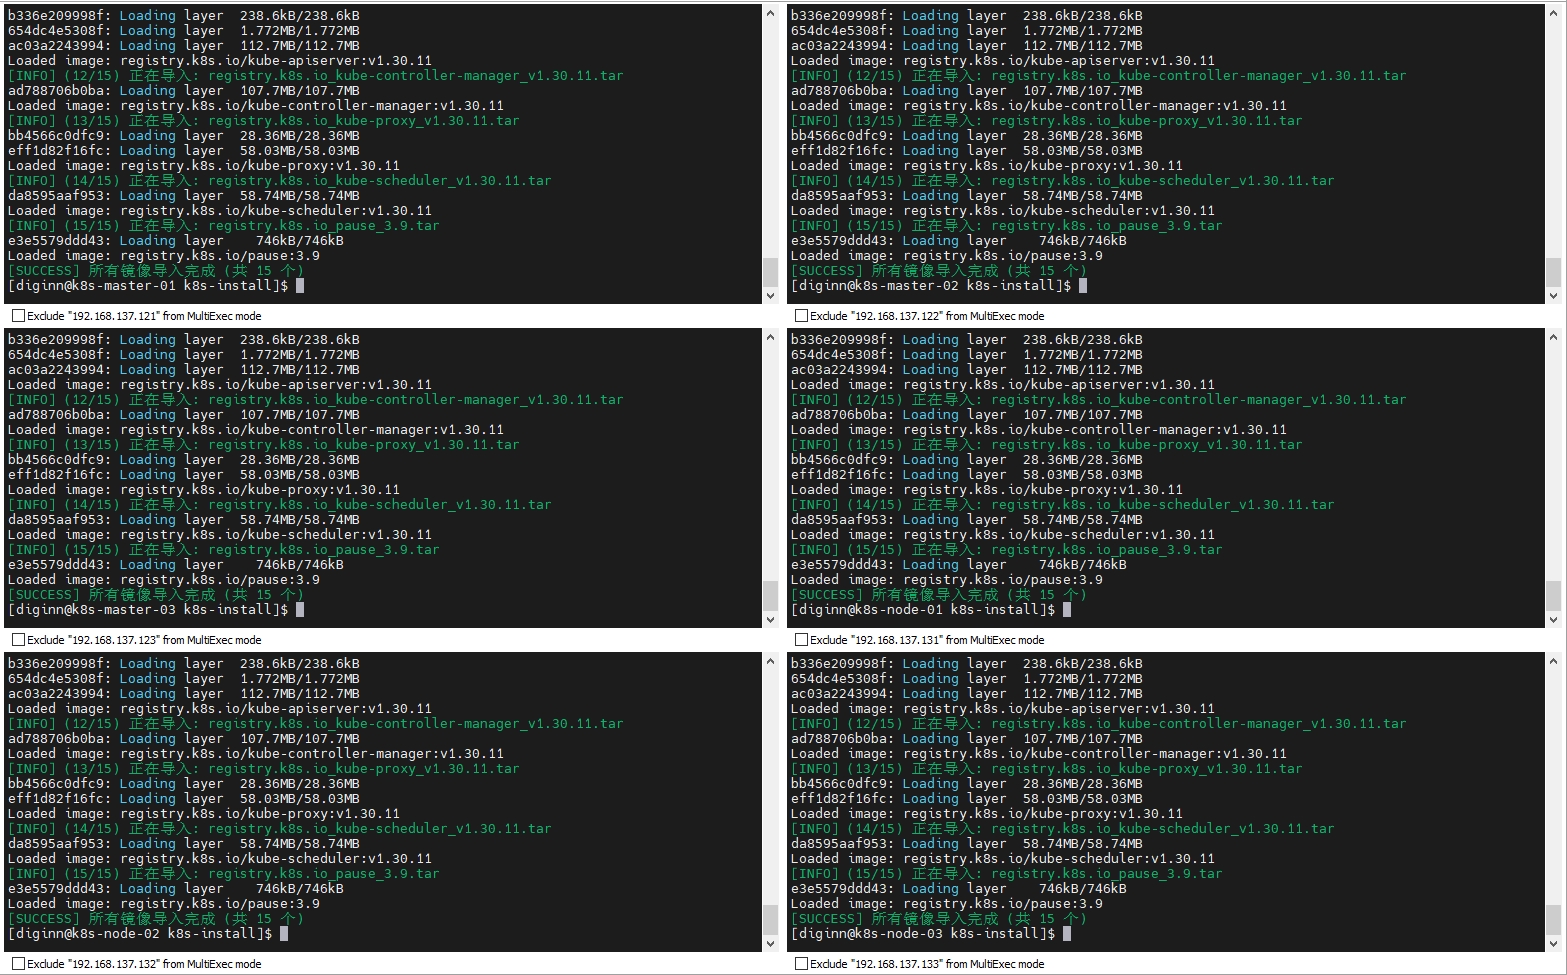 b336e209998f: Loading layer  238.6kB/238.6kB
654dc4e5308f: Loading layer  1.772MB/1.772MB
ac03a2243994: Loading layer  112.7MB/112.7MB
Loaded image: registry.k8s.io/kube-apiserver:v1.30.11
[INFO] (12/15) 正在导入: registry.k8s.io_kube-controller-manager_v1.30.11.tar
ad788706b0ba: Loading layer  107.7MB/107.7MB
Loaded image: registry.k8s.io/kube-controller-manager:v1.30.11
[INFO] (13/15) 正在导入: registry.k8s.io_kube-proxy_v1.30.11.tar
bb4566c0dfc9: Loading layer  28.36MB/28.36MB
eff1d82f16fc: Loading layer  58.03MB/58.03MB
Loaded image: registry.k8s.io/kube-proxy:v1.30.11
[INFO] (14/15) 正在导入: registry.k8s.io_kube-scheduler_v1.30.11.tar
da8595aaf953: Loading layer  58.74MB/58.74MB
Loaded image: registry.k8s.io/kube-scheduler:v1.30.11
[INFO] (15/15) 正在导入: registry.k8s.io_pause_3.9.tar
e3e5579ddd43: Loading layer    746kB/746kB
Loaded image: registry.k8s.io/pause:3.9
[SUCCESS] 所有镜像导入完成 (共 15 个)
[diginn@k8s-master-01 k8s-install]$
Exclude "192.168.137.121" from MultiExec mode
b336e209998f: Loading layer  238.6kB/238.6kB
654dc4e5308f: Loading layer  1.772MB/1.772MB
ac03a2243994: Loading layer  112.7MB/112.7MB
Loaded image: registry.k8s.io/kube-apiserver:v1.30.11
[INFO] (12/15) 正在导入: registry.k8s.io_kube-controller-manager_v1.30.11.tar
ad788706b0ba: Loading layer  107.7MB/107.7MB
Loaded image: registry.k8s.io/kube-controller-manager:v1.30.11
[INFO] (13/15) 正在导入: registry.k8s.io_kube-proxy_v1.30.11.tar
bb4566c0dfc9: Loading layer  28.36MB/28.36MB
eff1d82f16fc: Loading layer  58.03MB/58.03MB
Loaded image: registry.k8s.io/kube-proxy:v1.30.11
[INFO] (14/15) 正在导入: registry.k8s.io_kube-scheduler_v1.30.11.tar
da8595aaf953: Loading layer  58.74MB/58.74MB
Loaded image: registry.k8s.io/kube-scheduler:v1.30.11
[INFO] (15/15) 正在导入: registry.k8s.io_pause_3.9.tar
e3e5579ddd43: Loading layer    746kB/746kB
Loaded image: registry.k8s.io/pause:3.9
[SUCCESS] 所有镜像导入完成 (共 15 个)
[diginn@k8s-master-02 k8s-install]$
Exclude "192.168.137.122" from MultiExec mode
b336e209998f: Loading layer  238.6kB/238.6kB
654dc4e5308f: Loading layer  1.772MB/1.772MB
ac03a2243994: Loading layer  112.7MB/112.7MB
Loaded image: registry.k8s.io/kube-apiserver:v1.30.11
[INFO] (12/15) 正在导入: registry.k8s.io_kube-controller-manager_v1.30.11.tar
ad788706b0ba: Loading layer  107.7MB/107.7MB
Loaded image: registry.k8s.io/kube-controller-manager:v1.30.11
[INFO] (13/15) 正在导入: registry.k8s.io_kube-proxy_v1.30.11.tar
bb4566c0dfc9: Loading layer  28.36MB/28.36MB
eff1d82f16fc: Loading layer  58.03MB/58.03MB
Loaded image: registry.k8s.io/kube-proxy:v1.30.11
[INFO] (14/15) 正在导入: registry.k8s.io_kube-scheduler_v1.30.11.tar
da8595aaf953: Loading layer  58.74MB/58.74MB
Loaded image: registry.k8s.io/kube-scheduler:v1.30.11
[INFO] (15/15) 正在导入: registry.k8s.io_pause_3.9.tar
e3e5579ddd43: Loading layer    746kB/746kB
Loaded image: registry.k8s.io/pause:3.9
[SUCCESS] 所有镜像导入完成 (共 15 个)
[diginn@k8s-master-03 k8s-install]$
Exclude "192.168.137.123" from MultiExec mode
b336e209998f: Loading layer  238.6kB/238.6kB
654dc4e5308f: Loading layer  1.772MB/1.772MB
ac03a2243994: Loading layer  112.7MB/112.7MB
Loaded image: registry.k8s.io/kube-apiserver:v1.30.11
[INFO] (12/15) 正在导入: registry.k8s.io_kube-controller-manager_v1.30.11.tar
ad788706b0ba: Loading layer  107.7MB/107.7MB
Loaded image: registry.k8s.io/kube-controller-manager:v1.30.11
[INFO] (13/15) 正在导入: registry.k8s.io_kube-proxy_v1.30.11.tar
bb4566c0dfc9: Loading layer  28.36MB/28.36MB
eff1d82f16fc: Loading layer  58.03MB/58.03MB
Loaded image: registry.k8s.io/kube-proxy:v1.30.11
[INFO] (14/15) 正在导入: registry.k8s.io_kube-scheduler_v1.30.11.tar
da8595aaf953: Loading layer  58.74MB/58.74MB
Loaded image: registry.k8s.io/kube-scheduler:v1.30.11
[INFO] (15/15) 正在导入: registry.k8s.io_pause_3.9.tar
e3e5579ddd43: Loading layer    746kB/746kB
Loaded image: registry.k8s.io/pause:3.9
[SUCCESS] 所有镜像导入完成 (共 15 个)
[diginn@k8s-node-01 k8s-install]$
Exclude "192.168.137.131" from MultiExec mode
b336e209998f: Loading layer  238.6kB/238.6kB
654dc4e5308f: Loading layer  1.772MB/1.772MB
ac03a2243994: Loading layer  112.7MB/112.7MB
Loaded image: registry.k8s.io/kube-apiserver:v1.30.11
[INFO] (12/15) 正在导入: registry.k8s.io_kube-controller-manager_v1.30.11.tar
ad788706b0ba: Loading layer  107.7MB/107.7MB
Loaded image: registry.k8s.io/kube-controller-manager:v1.30.11
[INFO] (13/15) 正在导入: registry.k8s.io_kube-proxy_v1.30.11.tar
bb4566c0dfc9: Loading layer  28.36MB/28.36MB
eff1d82f16fc: Loading layer  58.03MB/58.03MB
Loaded image: registry.k8s.io/kube-proxy:v1.30.11
[INFO] (14/15) 正在导入: registry.k8s.io_kube-scheduler_v1.30.11.tar
da8595aaf953: Loading layer  58.74MB/58.74MB
Loaded image: registry.k8s.io/kube-scheduler:v1.30.11
[INFO] (15/15) 正在导入: registry.k8s.io_pause_3.9.tar
e3e5579ddd43: Loading layer    746kB/746kB
Loaded image: registry.k8s.io/pause:3.9
[SUCCESS] 所有镜像导入完成 (共 15 个)
[diginn@k8s-node-02 k8s-install]$
Exclude "192.168.137.132" from MultiExec mode
b336e209998f: Loading layer  238.6kB/238.6kB
654dc4e5308f: Loading layer  1.772MB/1.772MB
ac03a2243994: Loading layer  112.7MB/112.7MB
Loaded image: registry.k8s.io/kube-apiserver:v1.30.11
[INFO] (12/15) 正在导入: registry.k8s.io_kube-controller-manager_v1.30.11.tar
ad788706b0ba: Loading layer  107.7MB/107.7MB
Loaded image: registry.k8s.io/kube-controller-manager:v1.30.11
[INFO] (13/15) 正在导入: registry.k8s.io_kube-proxy_v1.30.11.tar
bb4566c0dfc9: Loading layer  28.36MB/28.36MB
eff1d82f16fc: Loading layer  58.03MB/58.03MB
Loaded image: registry.k8s.io/kube-proxy:v1.30.11
[INFO] (14/15) 正在导入: registry.k8s.io_kube-scheduler_v1.30.11.tar
da8595aaf953: Loading layer  58.74MB/58.74MB
Loaded image: registry.k8s.io/kube-scheduler:v1.30.11
[INFO] (15/15) 正在导入: registry.k8s.io_pause_3.9.tar
e3e5579ddd43: Loading layer    746kB/746kB
Loaded image: registry.k8s.io/pause:3.9
[SUCCESS] 所有镜像导入完成 (共 15 个)
[diginn@k8s-node-03 k8s-install]$
Exclude "192.168.137.133" from MultiExec mode